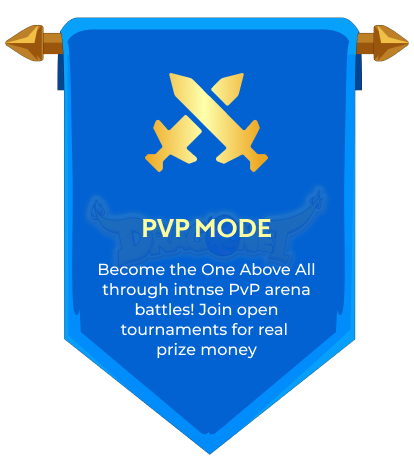 PVP MODE
Become the One Above All
through intnse PvP arena
battles! Join open
tournaments for real
prize money